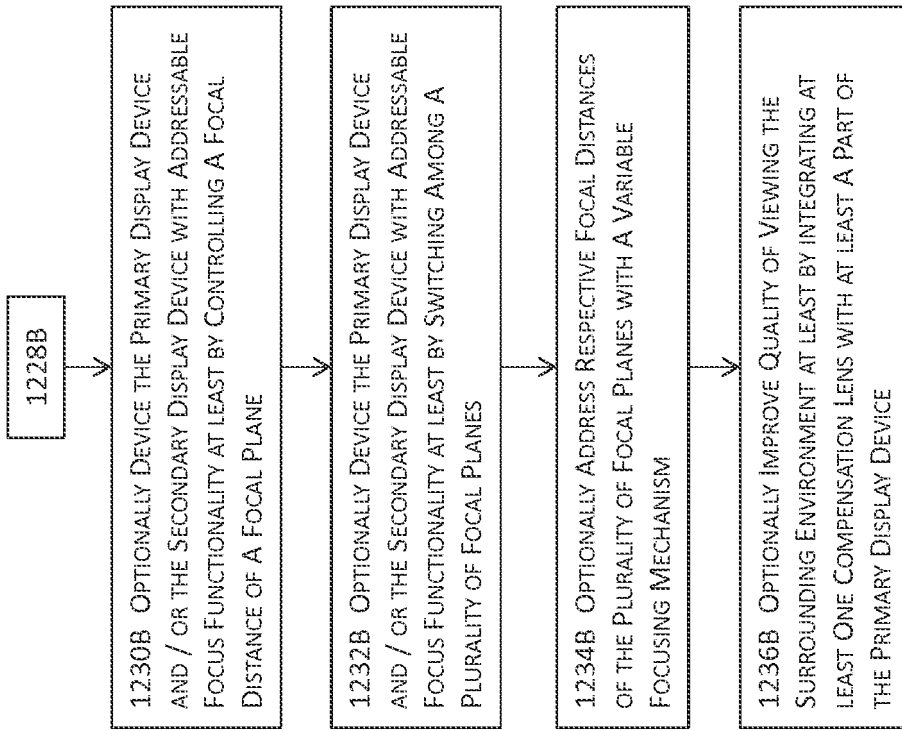 1228B
1230B OPTIONALLY DEVICE THE PRIMARY DISPLAY DEVICE
AND / OR THE SECONDARY DISPLAY DEVICE WITH ADDRESSABLE
FOCUS FUNCTIONALITY AT LEAST BY CONTROLLING A FOCAL
DISTANCE OF A FOCAL PLANE
1232B OPTIONALLY DEVICE THE PRIMARY DISPLAY DEVICE
AND / OR THE SECONDARY DISPLAY DEVICE WITH ADDRESSABLE
FOCUS FUNCTIONALITY AT LEAST BY SWITCHING AMONG A
PLURALITY OF FOCAL PLANES
1234B OPTIONALLY ADDRESS RESPECTIVE FOCAL DISTANCES
OF THE PLURALITY OF FOCAL PLANES WITH A VARIABLE
FOCUSING MECHANISM
1236B OPTIONALLY IMPROVE QUALITY OF VIEWING THE
SURROUNDING ENVIRONMENT AT LEAST BY INTEGRATING AT
LEAST ONE COMPENSATION LENS WITH AT LEAST A PART OF
THE PRIMARY DISPLAY DEVICE